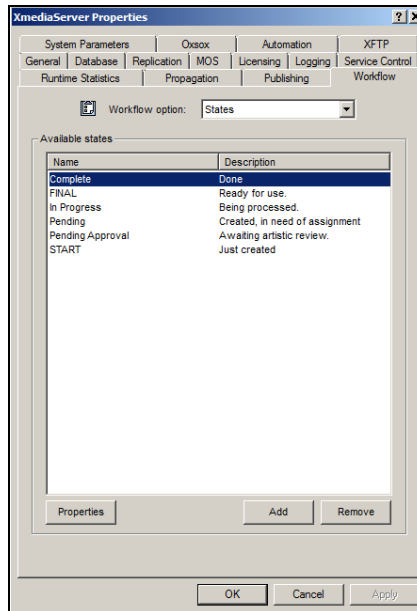 XmediaServer Properties
System Parameters Oxsox Automation XFTP
General Database Replication MOS Licensing Logging Service Control
Runtime Statistics Propagation Publishing Workflow
Workflow option: States
Available states
Name Description
Complete Done
FINAL Ready for use.
In Progress Being processed.
Pending Created, in need of assignment
Pending Approval Awaiting artistic review.
START Just created
Properties Add Remove
OK Cancel Apply